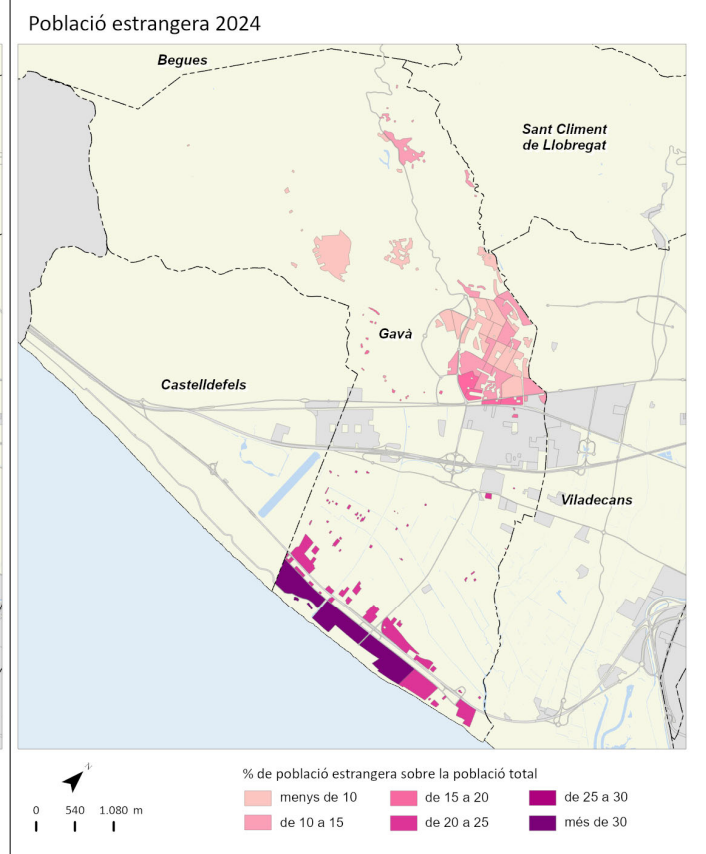 Població estrangera 2024
Begues
Sant Climent
de Llobregat
Gavà
Castelldefels
Viladecans
N
0 540 1.080 m
% de població estrangera sobre la població total
menys de 10
de 15 a 20
de 25 a 30
de 10 a 15
de 20 a 25
més de 30